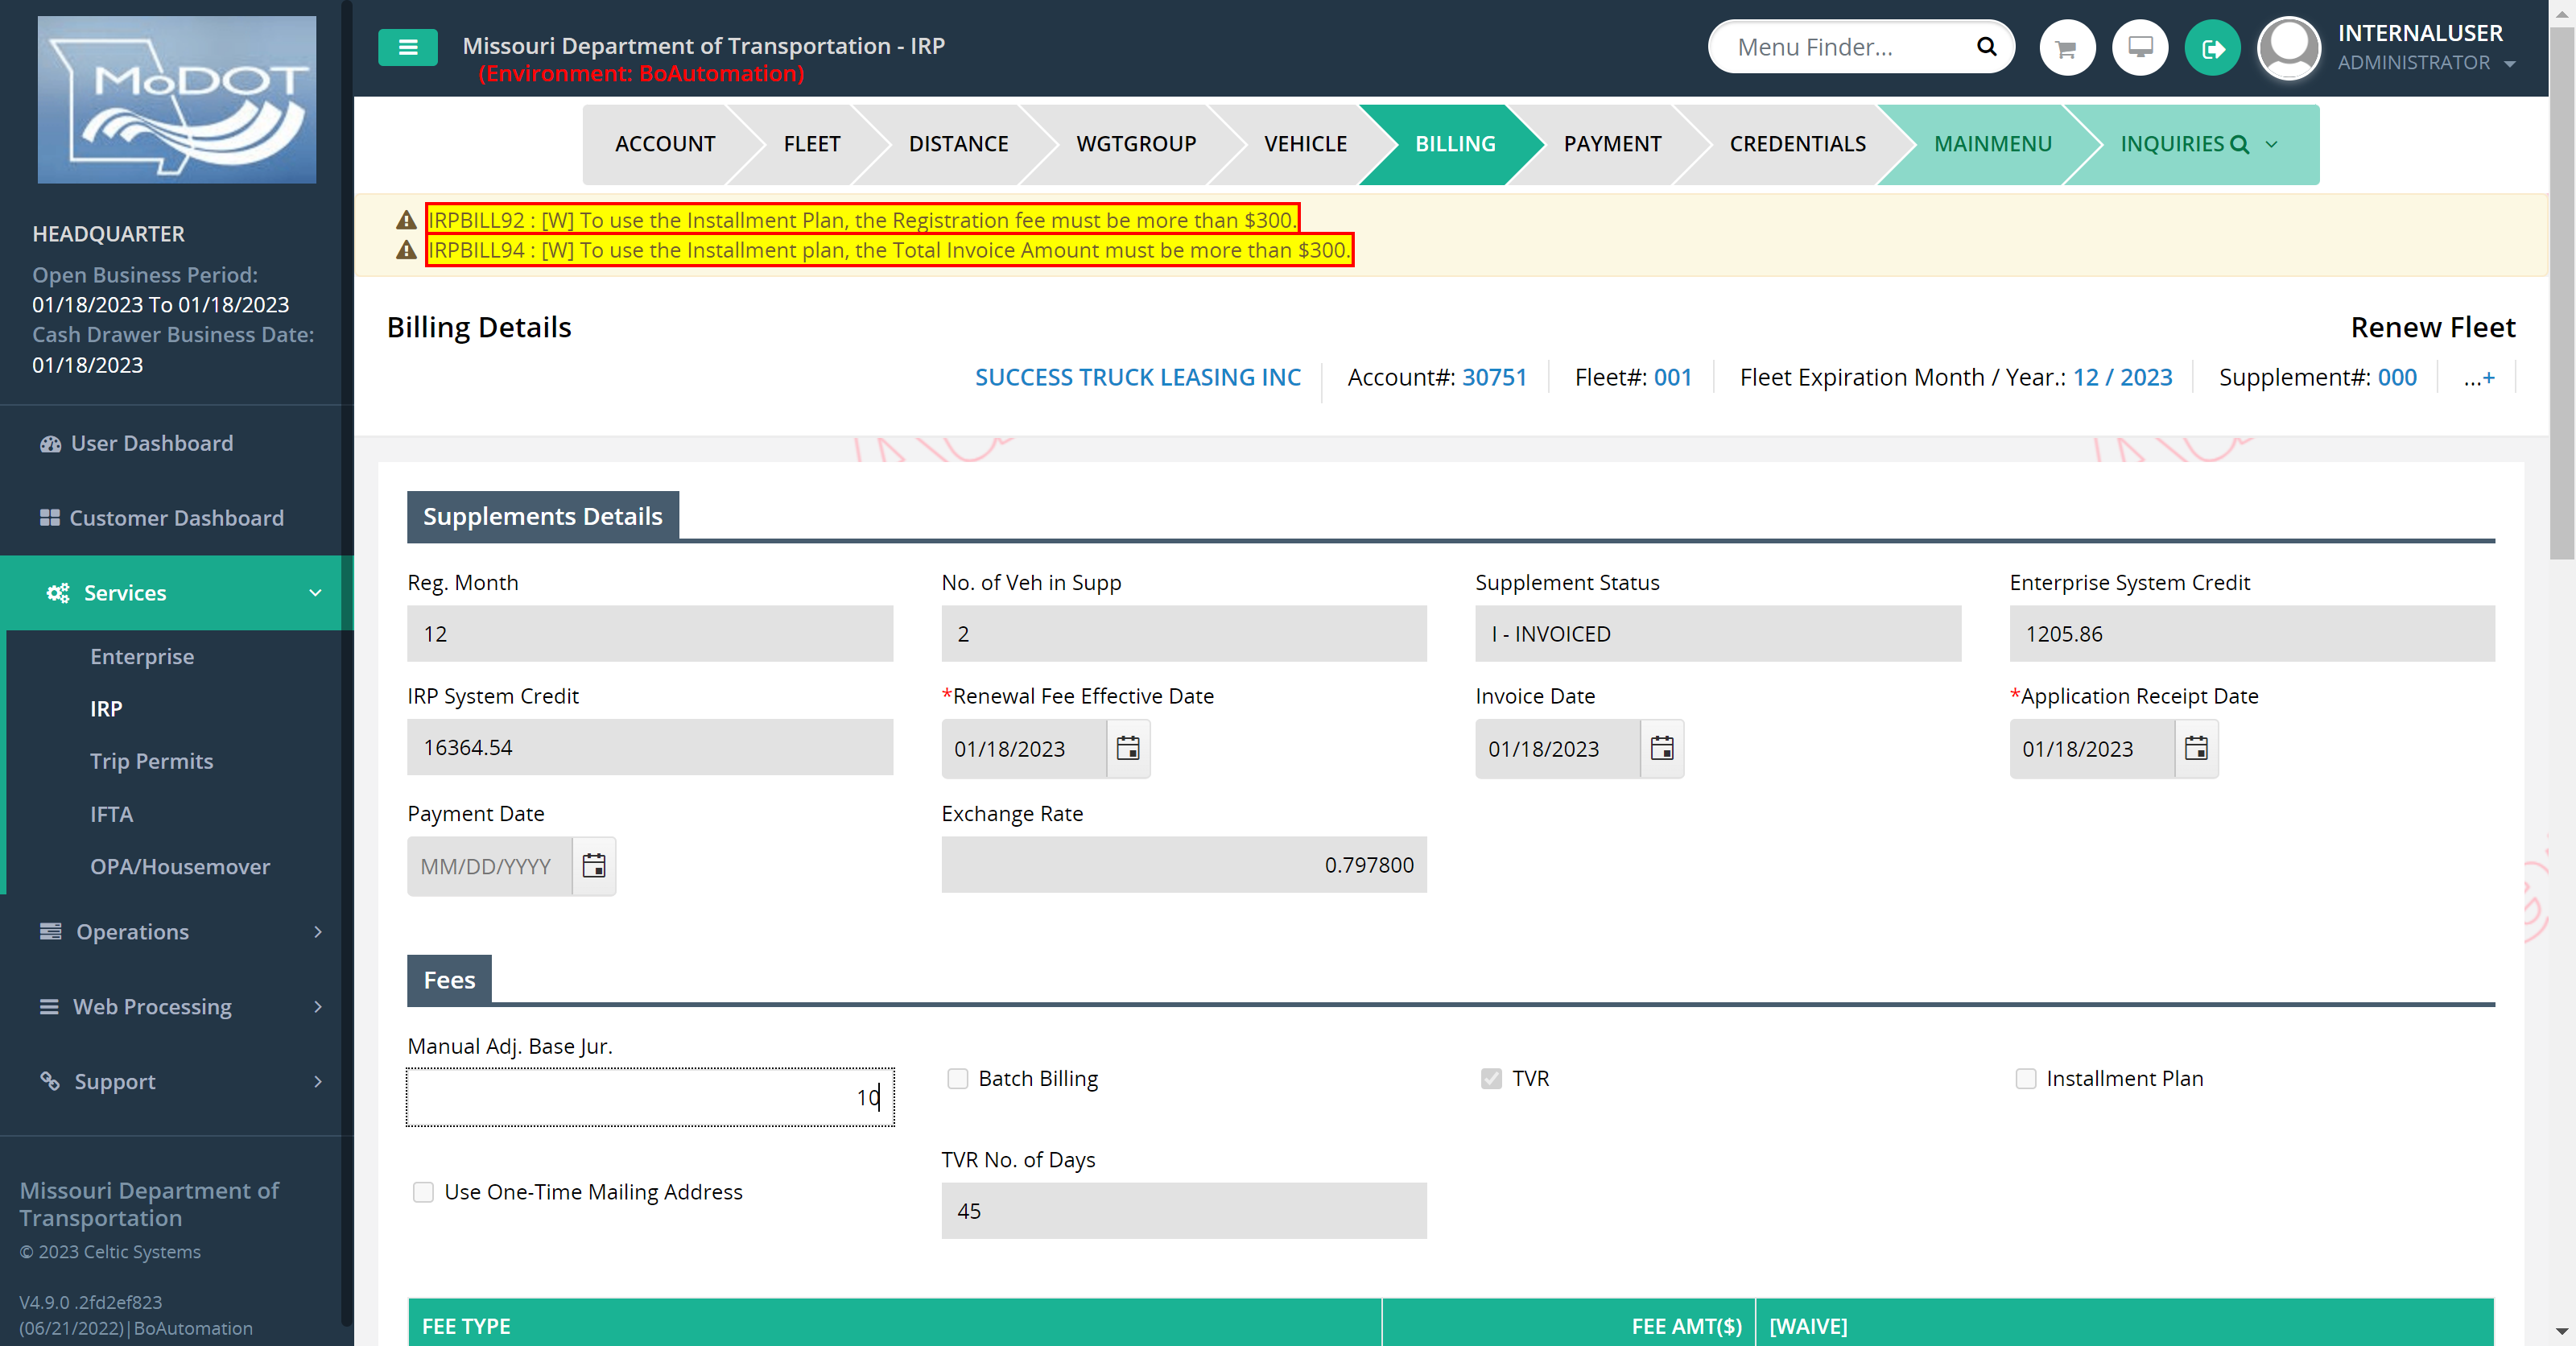 MoDOT
Missouri Department of Transportation - IRP
(Environment: BoAutomation)
Menu Finder...
INTERNALUSER
ADMINISTRATOR
ACCOUNT
FLEET
DISTANCE
WGTGROUP
VEHICLE
BILLING
PAYMENT
CREDENTIALS
MAINMENU
INQUIRIES
IRPBILL92 : [W] To use the Installment Plan, the Registration fee must be more than $300.
IRPBILL94 : [W] To use the Installment plan, the Total Invoice Amount must be more than $300.
HEADQUARTER
Open Business Period:
01/18/2023 To 01/18/2023
Cash Drawer Business Date:
01/18/2023
User Dashboard
Customer Dashboard
Services
Enterprise
IRP
Trip Permits
IFTA
OPA/Housemover
Operations
Web Processing
Support
Missouri Department of
Transportation
© 2023 Celtic Systems
V4.9.0 .2fd2ef823
(06/21/2022)|BoAutomation
Billing Details
Renew Fleet
SUCCESS TRUCK LEASING INC
Account#: 30751
Fleet#: 001
Fleet Expiration Month / Year.: 12 / 2023
Supplement#: 000
...+
Supplements Details
Reg. Month
12
No. of Veh in Supp
2
Supplement Status
I - INVOICED
Enterprise System Credit
1205.86
IRP System Credit
16364.54
*Renewal Fee Effective Date
01/18/2023
Invoice Date
01/18/2023
*Application Receipt Date
01/18/2023
Payment Date
MM/DD/YYYY
Exchange Rate
0.797800
Fees
Manual Adj. Base Jur.
10
Batch Billing
TVR
Installment Plan
Use One-Time Mailing Address
TVR No. of Days
45
FEE TYPE
FEE AMT($)
[WAIVE]